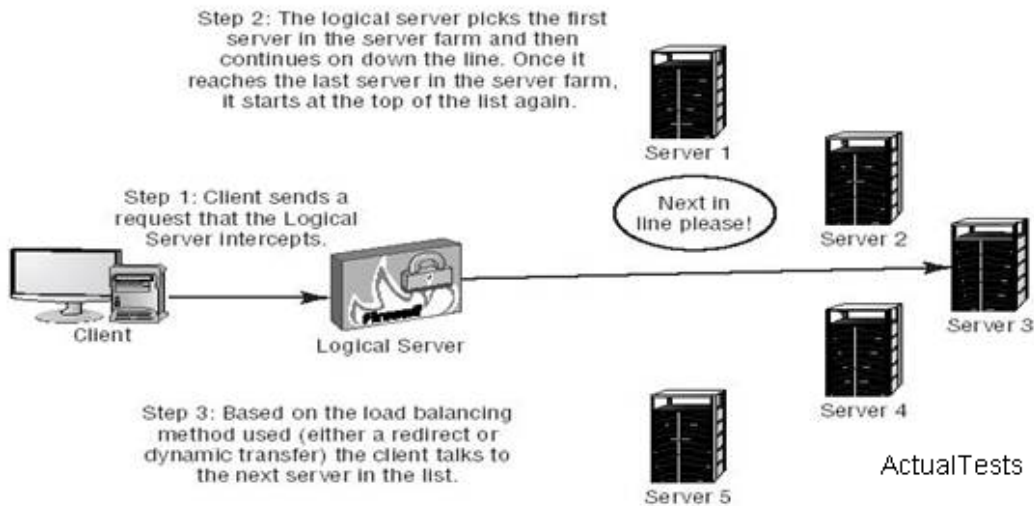 Step 2: The logical server picks the first
server in the server farm and then
continues on down the line. Once it
reaches the last server in the server farm,
it starts at the top of the list again.
Server 1
Step 1: Client sends a
request that the Logical
Server intercepts.
Next in
line please!
Server 2
Firewall
Client
Logical Server
Server 3
Server 4
Step 3: Based on the load balancing
method used (either a redirect or
dynamic transfer) the client talks to
the next server in the list.
Server 5
ActualTests